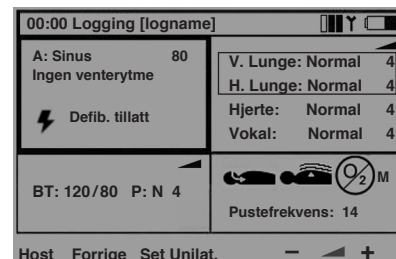 00:00 Logging [logname]
A: Sinus 80
Ingen venterytme
Defib. tillatt
V. Lunge: Normal 4
H. Lunge: Normal 4
Hjerte: Normal 4
Vokal: Normal 4
BT: 120/80 P: N 4
O2 M
Pustefrekvens: 14
Host Forrige Set Unilat. − +